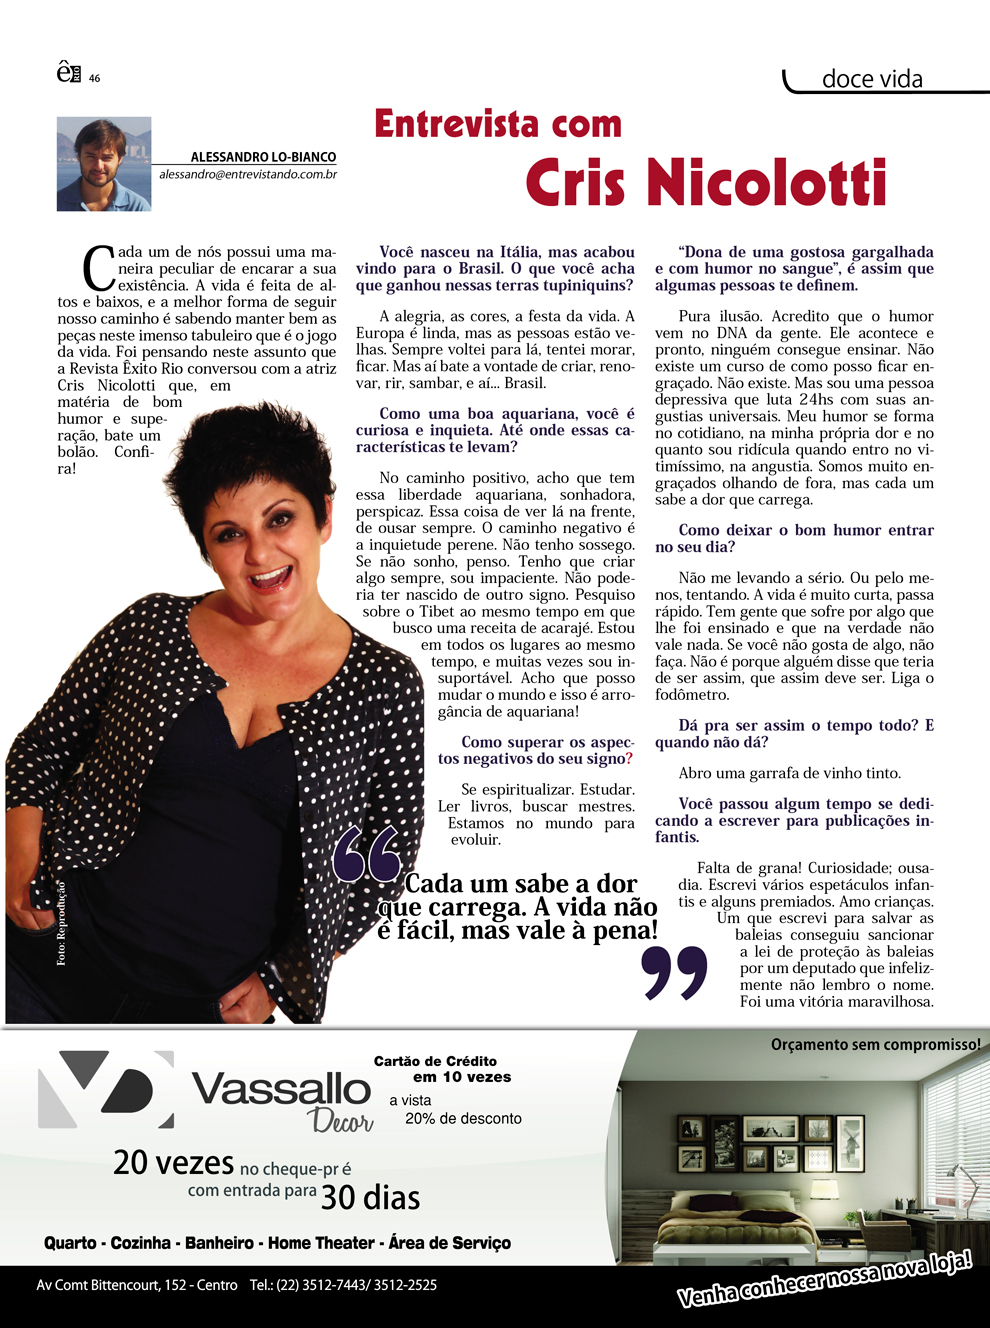 ê RIO 46
doce vida
Entrevista com
Cris Nicolotti
ALESSANDRO LO-BIANCO
alessandro@entrevistando.com.br
Cada um de nós possui uma ma-
neira peculiar de encarar a sua
existência. A vida é feita de al-
tos e baixos, e a melhor forma de seguir
nosso caminho é sabendo manter bem as
peças neste imenso tabuleiro que é o jogo
da vida. Foi pensando neste assunto que
a Revista Êxito Rio conversou com a atriz
Cris Nicolotti que, em
matéria de bom
humor e supe-
ração, bate um
bolão. Confi-
ra!
Foto: Reprodução
Você nasceu na Itália, mas acabou
vindo para o Brasil. O que você acha
que ganhou nessas terras tupiniquins?
A alegria, as cores, a festa da vida. A
Europa é linda, mas as pessoas estão ve-
lhas. Sempre voltei para lá, tentei morar,
ficar. Mas aí bate a vontade de criar, reno-
var, rir, sambar, e aí... Brasil.
Como uma boa aquariana, você é
curiosa e inquieta. Até onde essas ca-
racterísticas te levam?
No caminho positivo, acho que tem
essa liberdade aquariana, sonhadora,
perspicaz. Essa coisa de ver lá na frente,
de ousar sempre. O caminho negativo é
a inquietude perene. Não tenho sossego.
Se não sonho, penso. Tenho que criar
algo sempre, sou impaciente. Não pode-
ria ter nascido de outro signo. Pesquiso
sobre o Tibet ao mesmo tempo em que
busco uma receita de acarajé. Estou
em todos os lugares ao mesmo
tempo, e muitas vezes sou in-
suportável. Acho que posso
mudar o mundo e isso é arro-
gância de aquariana!
Como superar os aspec-
tos negativos do seu signo?
Se espiritualizar. Estudar.
Ler livros, buscar mestres.
Estamos no mundo para
evoluir.
“Cada um sabe a dor
que carrega. A vida não
é fácil, mas vale à pena!
”
“Dona de uma gostosa gargalhada
e com humor no sangue”, é assim que
algumas pessoas te definem.
Pura ilusão. Acredito que o humor
vem no DNA da gente. Ele acontece e
pronto, ninguém consegue ensinar. Não
existe um curso de como posso ficar en-
graçado. Não existe. Mas sou uma pessoa
depressiva que luta 24hs com suas an-
gustias universais. Meu humor se forma
no cotidiano, na minha própria dor e no
quanto sou ridícula quando entro no vi-
timíssimo, na angustia. Somos muito en-
graçados olhando de fora, mas cada um
sabe a dor que carrega.
Como deixar o bom humor entrar
no seu dia?
Não me levando a sério. Ou pelo me-
nos, tentando. A vida é muito curta, passa
rápido. Tem gente que sofre por algo que
lhe foi ensinado e que na verdade não
vale nada. Se você não gosta de algo, não
faça. Não é porque alguém disse que teria
de ser assim, que assim deve ser. Liga o
fodômetro.
Dá pra ser assim o tempo todo? E
quando não dá?
Abro uma garrafa de vinho tinto.
Você passou algum tempo se dedi-
cando a escrever para publicações in-
fantis.
Falta de grana! Curiosidade; ousa-
dia. Escrevi vários espetáculos infan-
tis e alguns premiados. Amo crianças.
Um que escrevi para salvar as
baleias conseguiu sancionar
a lei de proteção às baleias
por um deputado que infeliz-
mente não lembro o nome.
Foi uma vitória maravilhosa.
Vassallo
Decor
Cartão de Crédito
em 10 vezes
a vista
20% de desconto
20 vezes no cheque-pr é
com entrada para 30 dias
Quarto - Cozinha - Banheiro - Home Theater - Área de Serviço
Orçamento sem compromisso!
Av Comt Bittencourt, 152 - Centro Tel.: (22) 3512-7443/ 3512-2525
Venha conhecer nossa nova loja!